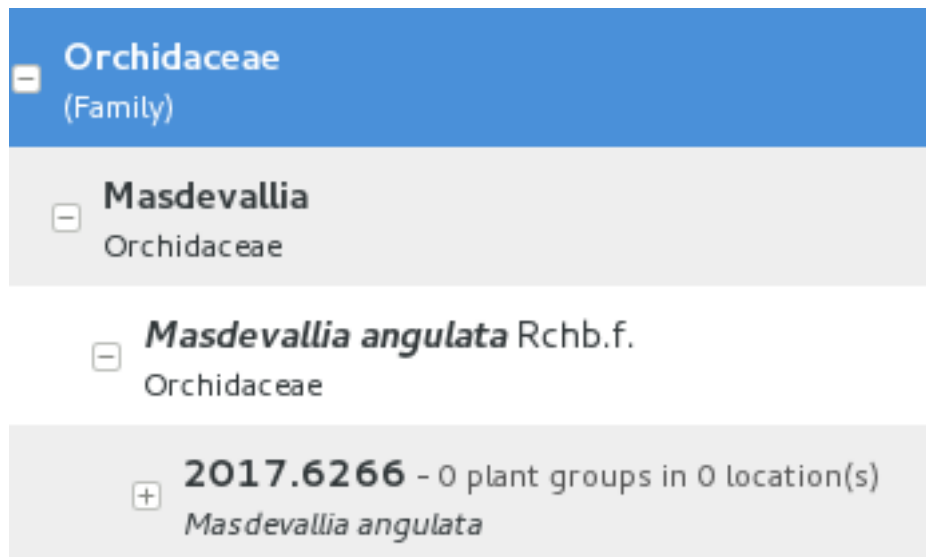 Orchidaceae
(Family)
Masdevallia
Orchidaceae
Masdevallia angulata Rchb.f.
Orchidaceae
2017.6266 - 0 plant groups in 0 location(s)
Masdevallia angulata